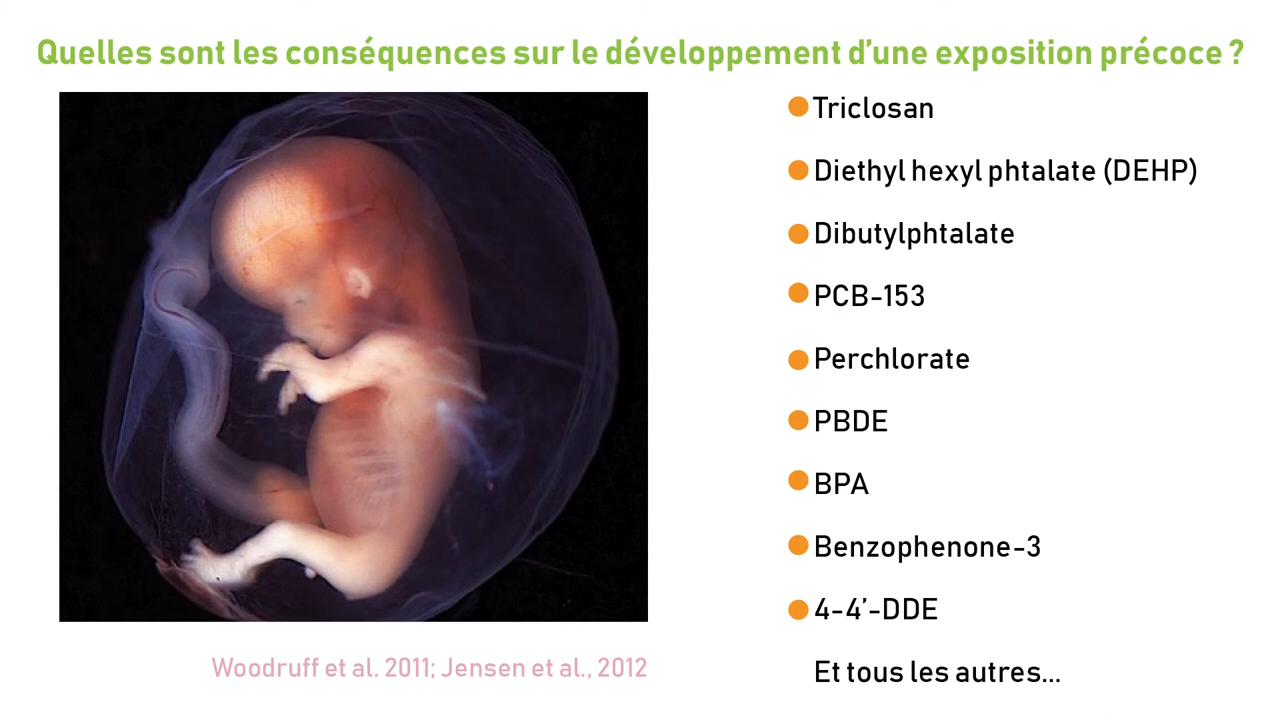 Quelles sont les conséquences sur le développement d’une exposition précoce ?
Triclosan
Diethyl hexyl phtalate (DEHP)
Dibutylphtalate
PCB-153
Perchlorate
PBDE
BPA
Benzophenone-3
4-4’-DDE
Et tous les autres...
Woodruff et al. 2011; Jensen et al., 2012